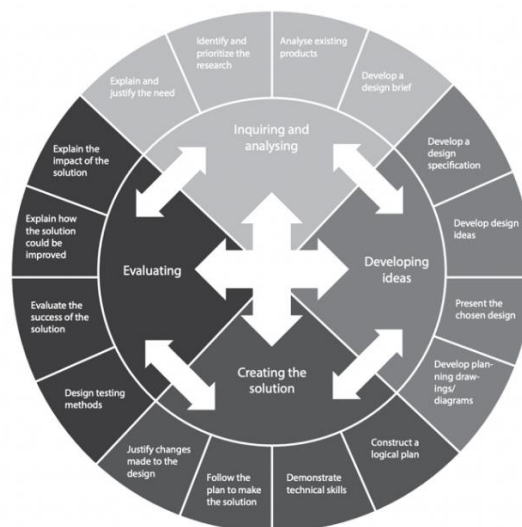 Explain and
justify the need
Identify and
prioritize the
research
Analyse existing
products
Develop a
design brief
Inquiring and
analysing
Develop a
design
specification
Develop design
ideas
Present the
chosen design
Develop plan-
ning draw-
ings/
diagrams
Developing
ideas
Construct a
logical plan
Demonstrate
technical skills
Follow the
plan to make
the solution
Justify changes
made to the
design
Creating the
solution
Design testing
methods
Evaluate the
success of the
solution
Explain how
the solution
could be
improved
Explain the
impact of the
solution
Evaluating